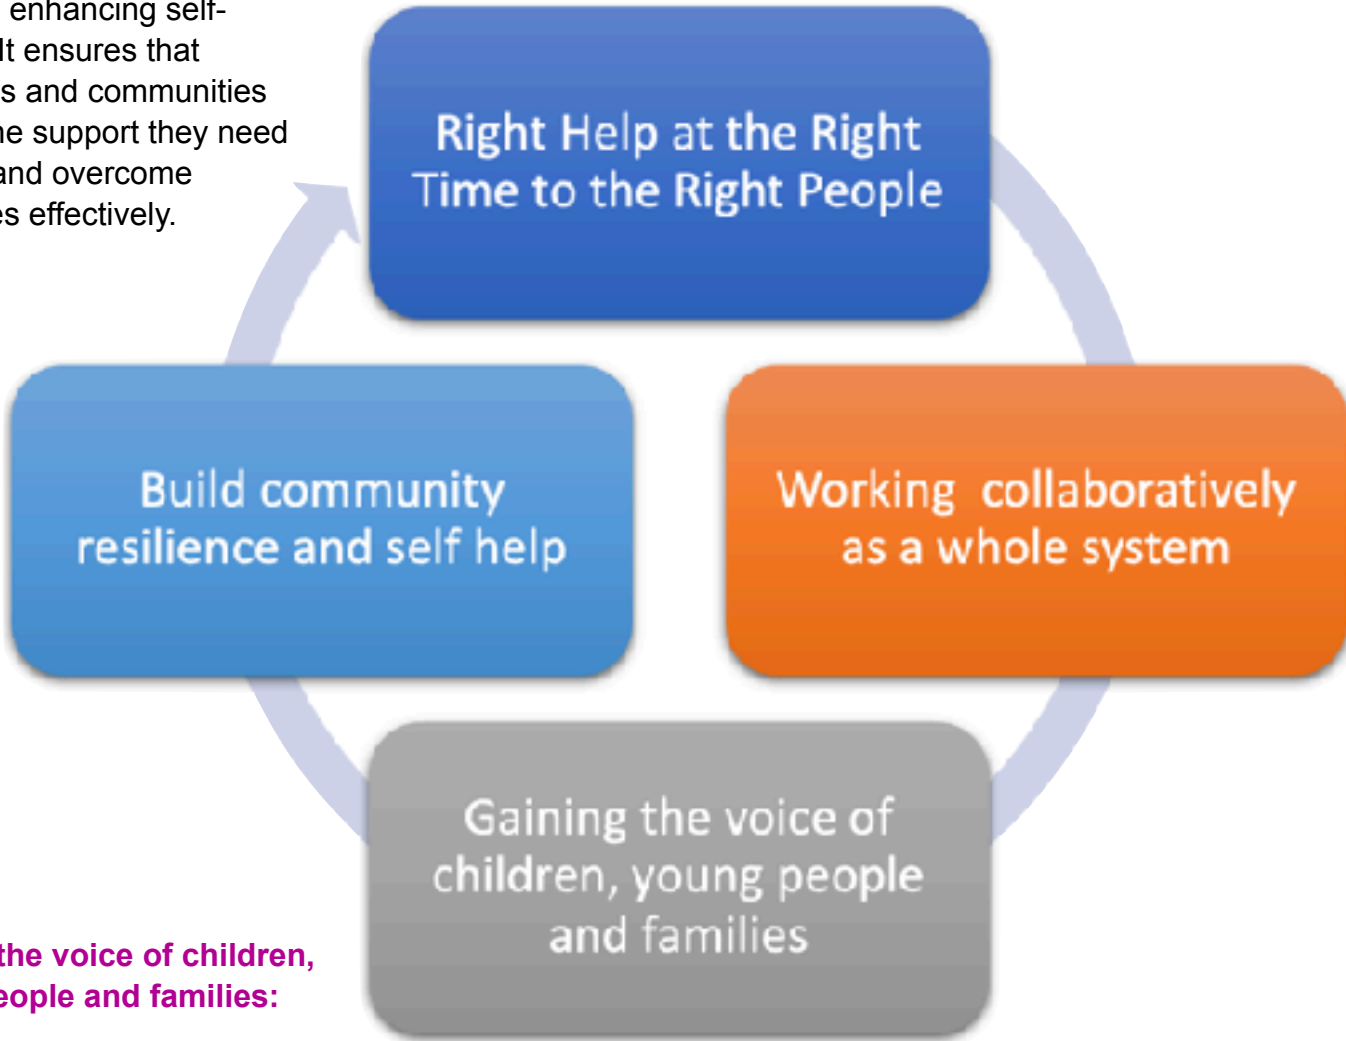 enhancing self-
It ensures that
s and communities
he support they need
and overcome
es effectively.
Right Help at the Right
Time to the Right People
Build community
resilience and self help
Working collaboratively
as a whole system
Gaining the voice of
children, young people
and families
the voice of children,
eople and families: